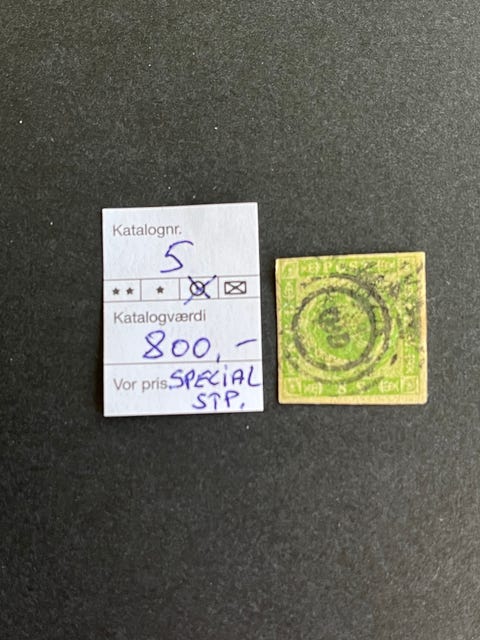 Katalognr.
5
Katalogværdi
800,-
Vor pris SPECIAL
STP.